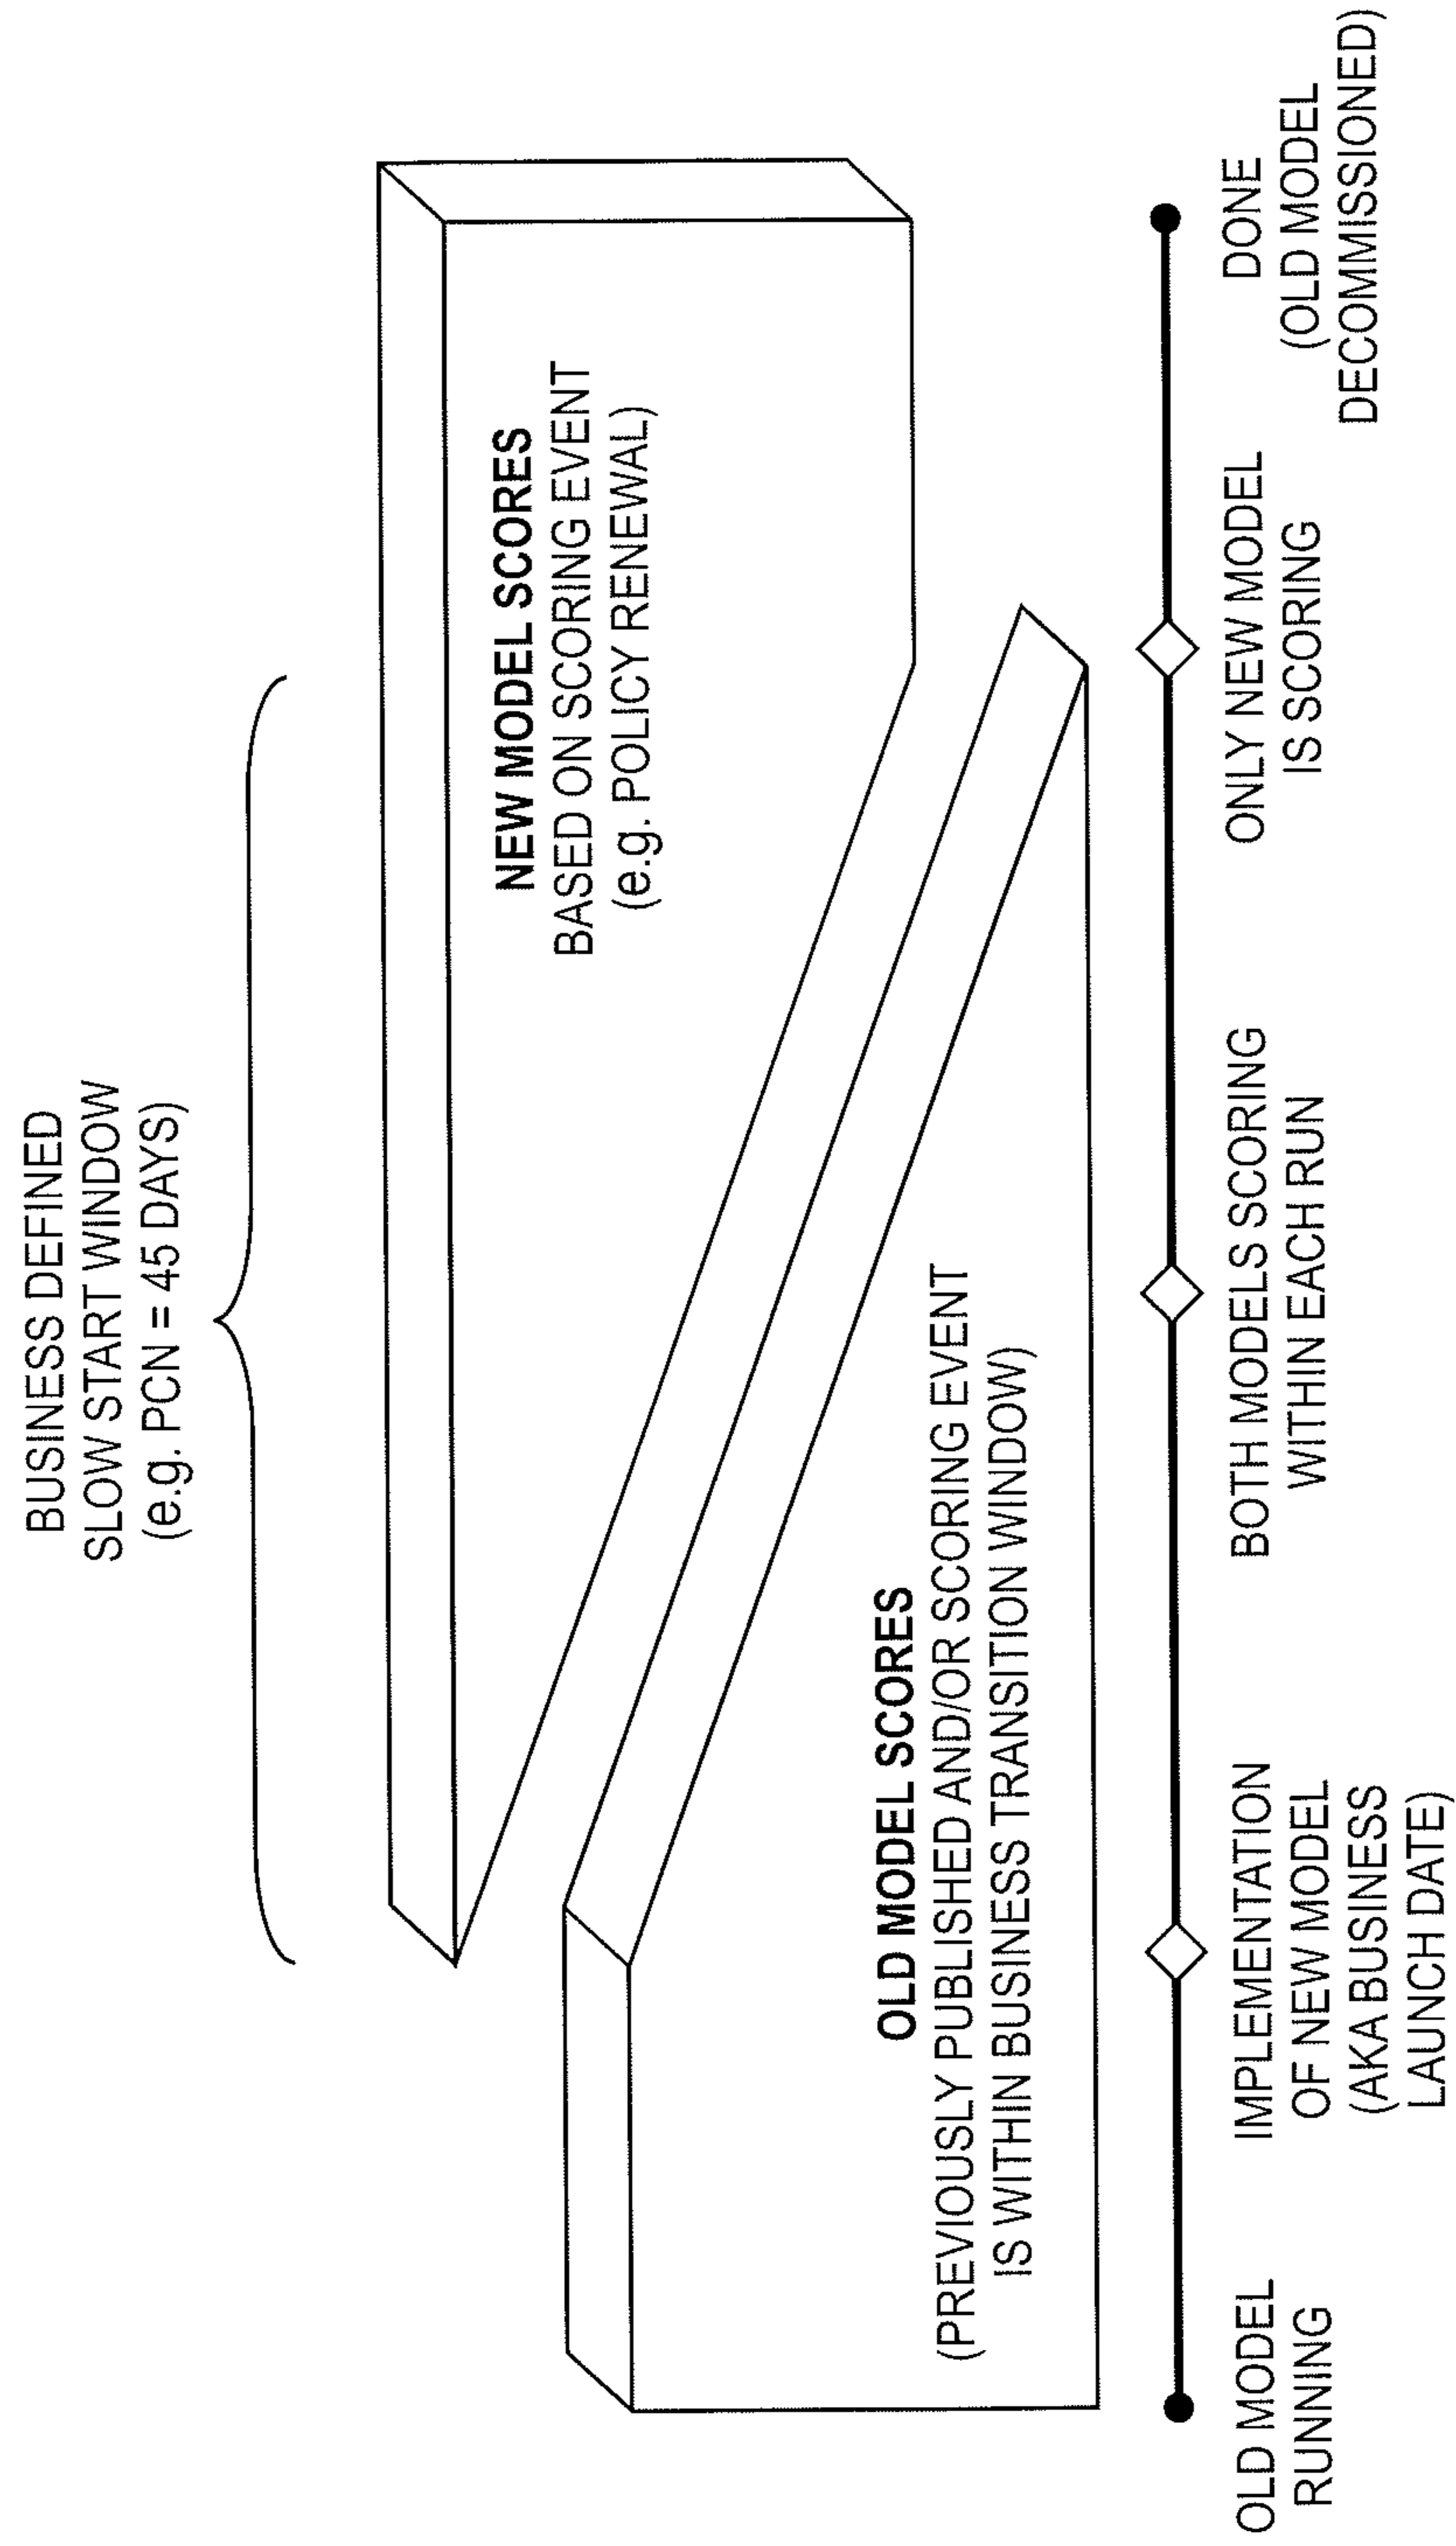 BUSINESS DEFINED
SLOW START WINDOW
(e.g. PCN = 45 DAYS)
NEW MODEL SCORES
BASED ON SCORING EVENT
(e.g. POLICY RENEWAL)
OLD MODEL SCORES
(PREVIOUSLY PUBLISHED AND/OR SCORING EVENT
IS WITHIN BUSINESS TRANSITION WINDOW)
OLD MODEL
RUNNING
IMPLEMENTATION
OF NEW MODEL
(AKA BUSINESS
LAUNCH DATE)
BOTH MODELS SCORING
WITHIN EACH RUN
ONLY NEW MODEL
IS SCORING
DONE
(OLD MODEL
DECOMMISSIONED)